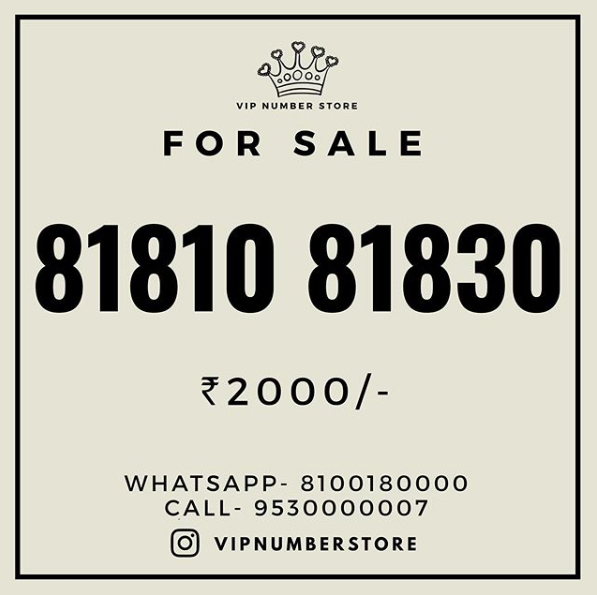 VIP NUMBER STORE
FOR SALE
81810 81830
₹2000/-
WHATSAPP- 8100180000
CALL- 9530000007
VIPNUMBERSTORE